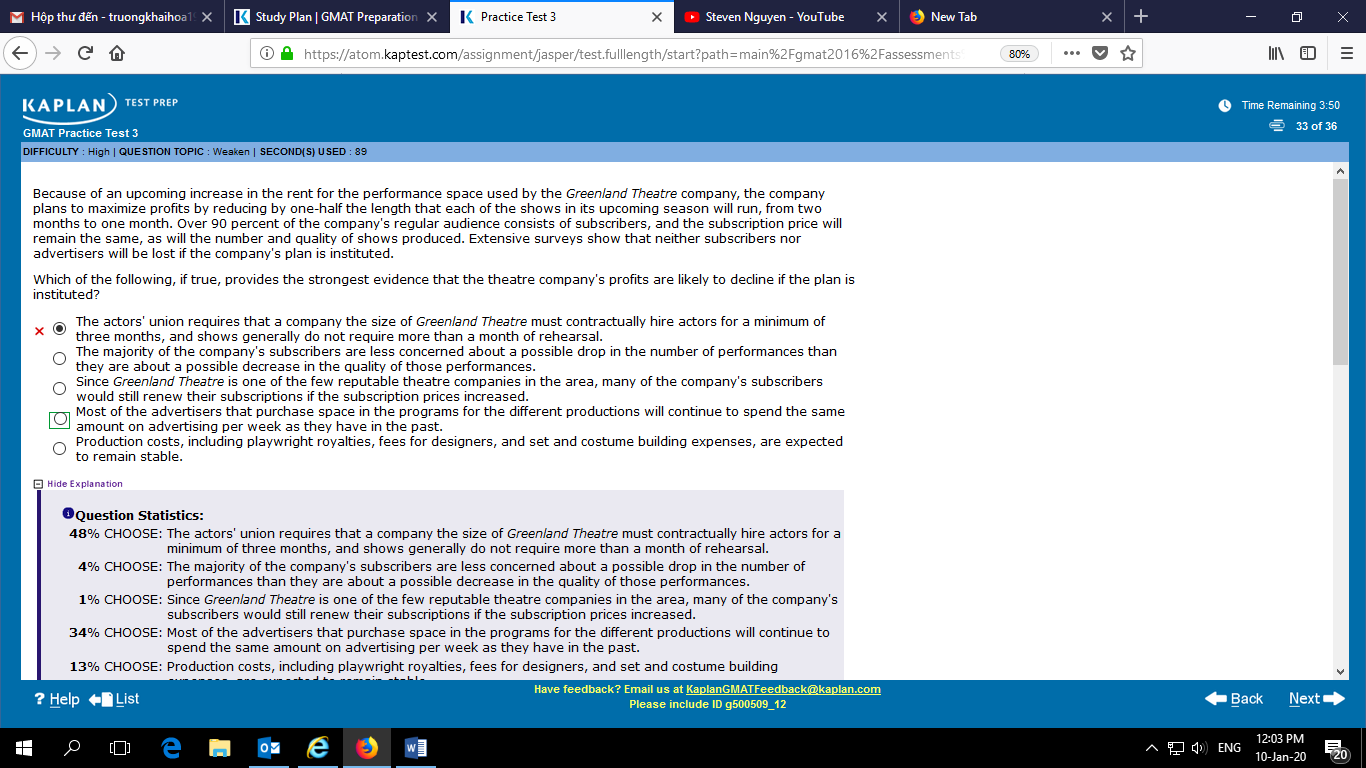 Hộp thư đến - truongkhaihoa1
Study Plan | GMAT Preparation
Practice Test 3
Steven Nguyen - YouTube
New Tab
https://atom.kaptest.com/assignment/jasper/test.fulllength/start?path=main%2Fgmat2016%2Fassessments
80%
KAPLAN TEST PREP
Time Remaining 3:50
GMAT Practice Test 3
33 of 36
DIFFICULTY : High | QUESTION TOPIC : Weaken | SECOND(S) USED : 89
Because of an upcoming increase in the rent for the performance space used by the Greenland Theatre company, the company
plans to maximize profits by reducing by one-half the length that each of the shows in its upcoming season will run, from two
months to one month. Over 90 percent of the company's regular audience consists of subscribers, and the subscription price will
remain the same, as will the number and quality of shows produced. Extensive surveys show that neither subscribers nor
advertisers will be lost if the company's plan is instituted.
Which of the following, if true, provides the strongest evidence that the theatre company's profits are likely to decline if the plan is
instituted?
The actors' union requires that a company the size of Greenland Theatre must contractually hire actors for a minimum of
three months, and shows generally do not require more than a month of rehearsal.
The majority of the company's subscribers are less concerned about a possible drop in the number of performances than
they are about a possible decrease in the quality of those performances.
Since Greenland Theatre is one of the few reputable theatre companies in the area, many of the company's subscribers
would still renew their subscriptions if the subscription prices increased.
Most of the advertisers that purchase space in the programs for the different productions will continue to spend the same
amount on advertising per week as they have in the past.
Production costs, including playwright royalties, fees for designers, and set and costume building expenses, are expected
to remain stable.
Hide Explanation
Question Statistics:
48% CHOOSE: The actors' union requires that a company the size of Greenland Theatre must contractually hire actors for a
minimum of three months, and shows generally do not require more than a month of rehearsal.
4% CHOOSE: The majority of the company's subscribers are less concerned about a possible drop in the number of
performances than they are about a possible decrease in the quality of those performances.
1% CHOOSE: Since Greenland Theatre is one of the few reputable theatre companies in the area, many of the company's
subscribers would still renew their subscriptions if the subscription prices increased.
34% CHOOSE: Most of the advertisers that purchase space in the programs for the different productions will continue to
spend the same amount on advertising per week as they have in the past.
13% CHOOSE: Production costs, including playwright royalties, fees for designers, and set and costume building
? Help
List
Have feedback? Email us at KaplanGMATFeedback@kaplan.com
Please include ID g500509_12
Back
Next
ENG
12:03 PM
10-Jan-20
20